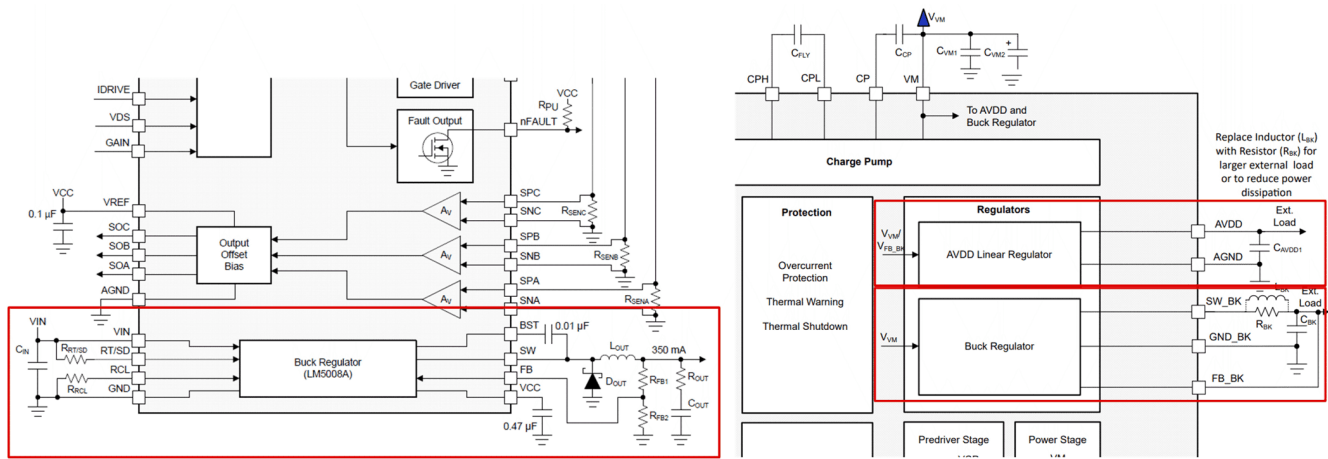 Gate Driver
IDRIVE
VDS
GAIN
Fault Output
RPU
VCC
nFAULT
VCC
0.1 µF
VREF
SOC
SOB
SOA
AGND
Output
Offset
Bias
AV
AV
AV
SPC
SNC
RSENC
SPB
SNB
RSENB
SPA
SNA
RSENA
VIN
CIN
VIN
RRT/SD
RT/SD
RCL
RRCL
GND
Buck Regulator
(LM5008A)
BST
0.01 µF
SW
LOUT
350 mA
FB
DOUT
RFB1
ROUT
VCC
RFB2
COUT
0.47 µF
VVM
CFLY
CCP
CVM1
+
CVM2
CPH
CPL
CP
VM
To AVDD and
Buck Regulator
Charge Pump
Replace Inductor (LBK)
with Resistor (RBK) for
larger external load
or to reduce power
dissipation
Protection
Overcurrent
Protection
Thermal Warning
Thermal Shutdown
Regulators
VVM/
VFB_BK
AVDD Linear Regulator
AVDD
Ext.
Load
CAVDD1
AGND
VVM
Buck Regulator
SW_BK
LBK
Ext.
Load
RBK
CBK
GND_BK
FB_BK
Predriver Stage
Power Stage